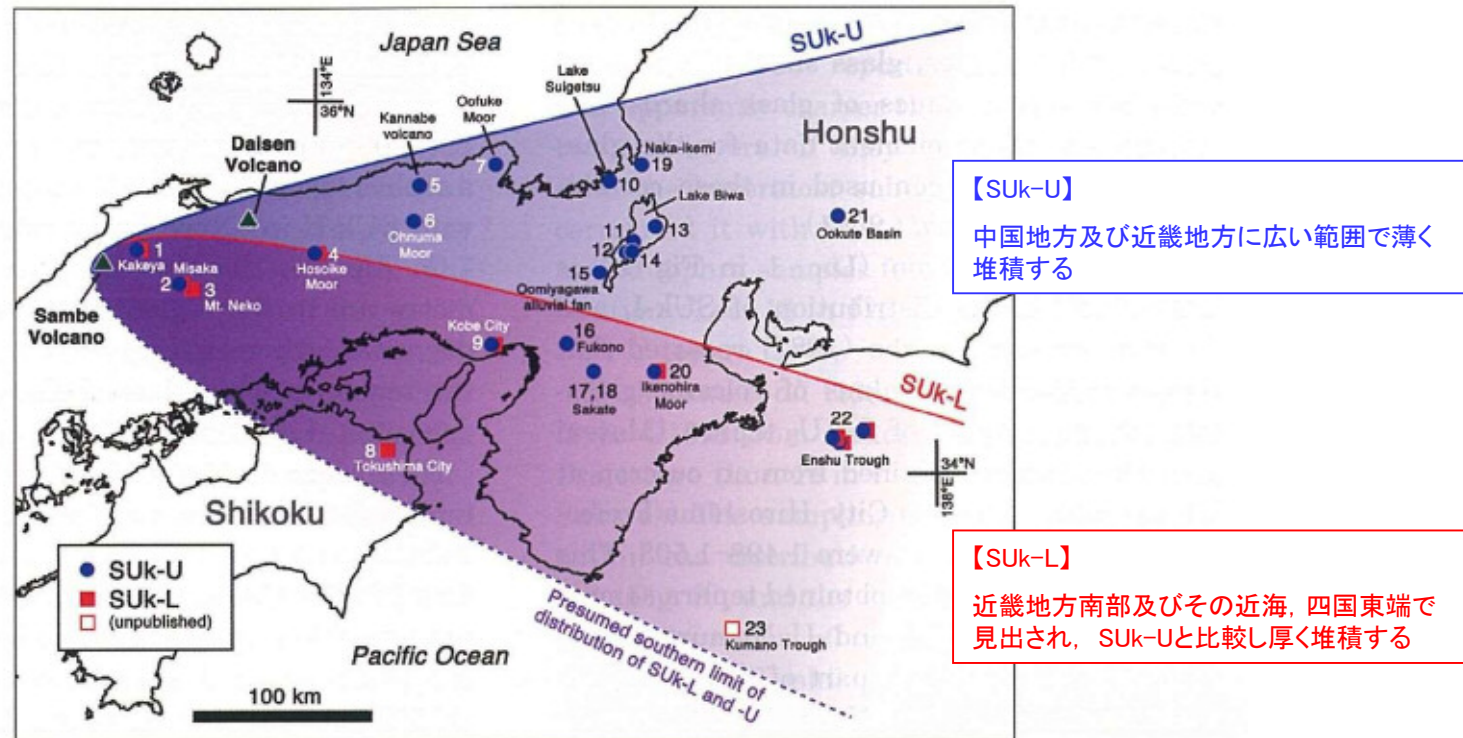 Japan Sea
SUk-U
134°E
36°N
Lake
Suigetsu
Oofuke
Moor
Kannabe
volcano
Honshu
Daisen
Volcano
Naka-ikemi
7
19
10
5
Lake Biwa
6
Ohnuma
Moor
21
Ookute Basin
13
11
12
14
1
Kakeya
4
Hosoike
Moor
Misaka
2
3
Mt. Neko
15
Oomiyagawa
alluvial fan
Sambe
Volcano
Kobe City
9
16
Fukono
17,18
Sakate
20
Ikenohira
Moor
SUk-L
22
Enshu Trough
34°N
138°E
8
Tokushima City
Shikoku
SUk-U
SUk-L
(unpublished)
Presumed southern limit of
distribution of SUk-L and -U
23
Kumano Trough
Pacific Ocean
100 km
【SUk-U】
中国地方及び近畿地方に広い範囲で薄く
堆積する
【SUk-L】
近畿地方南部及びその近海, 四国東端で
見出され, SUk-Uと比較し厚く堆積する